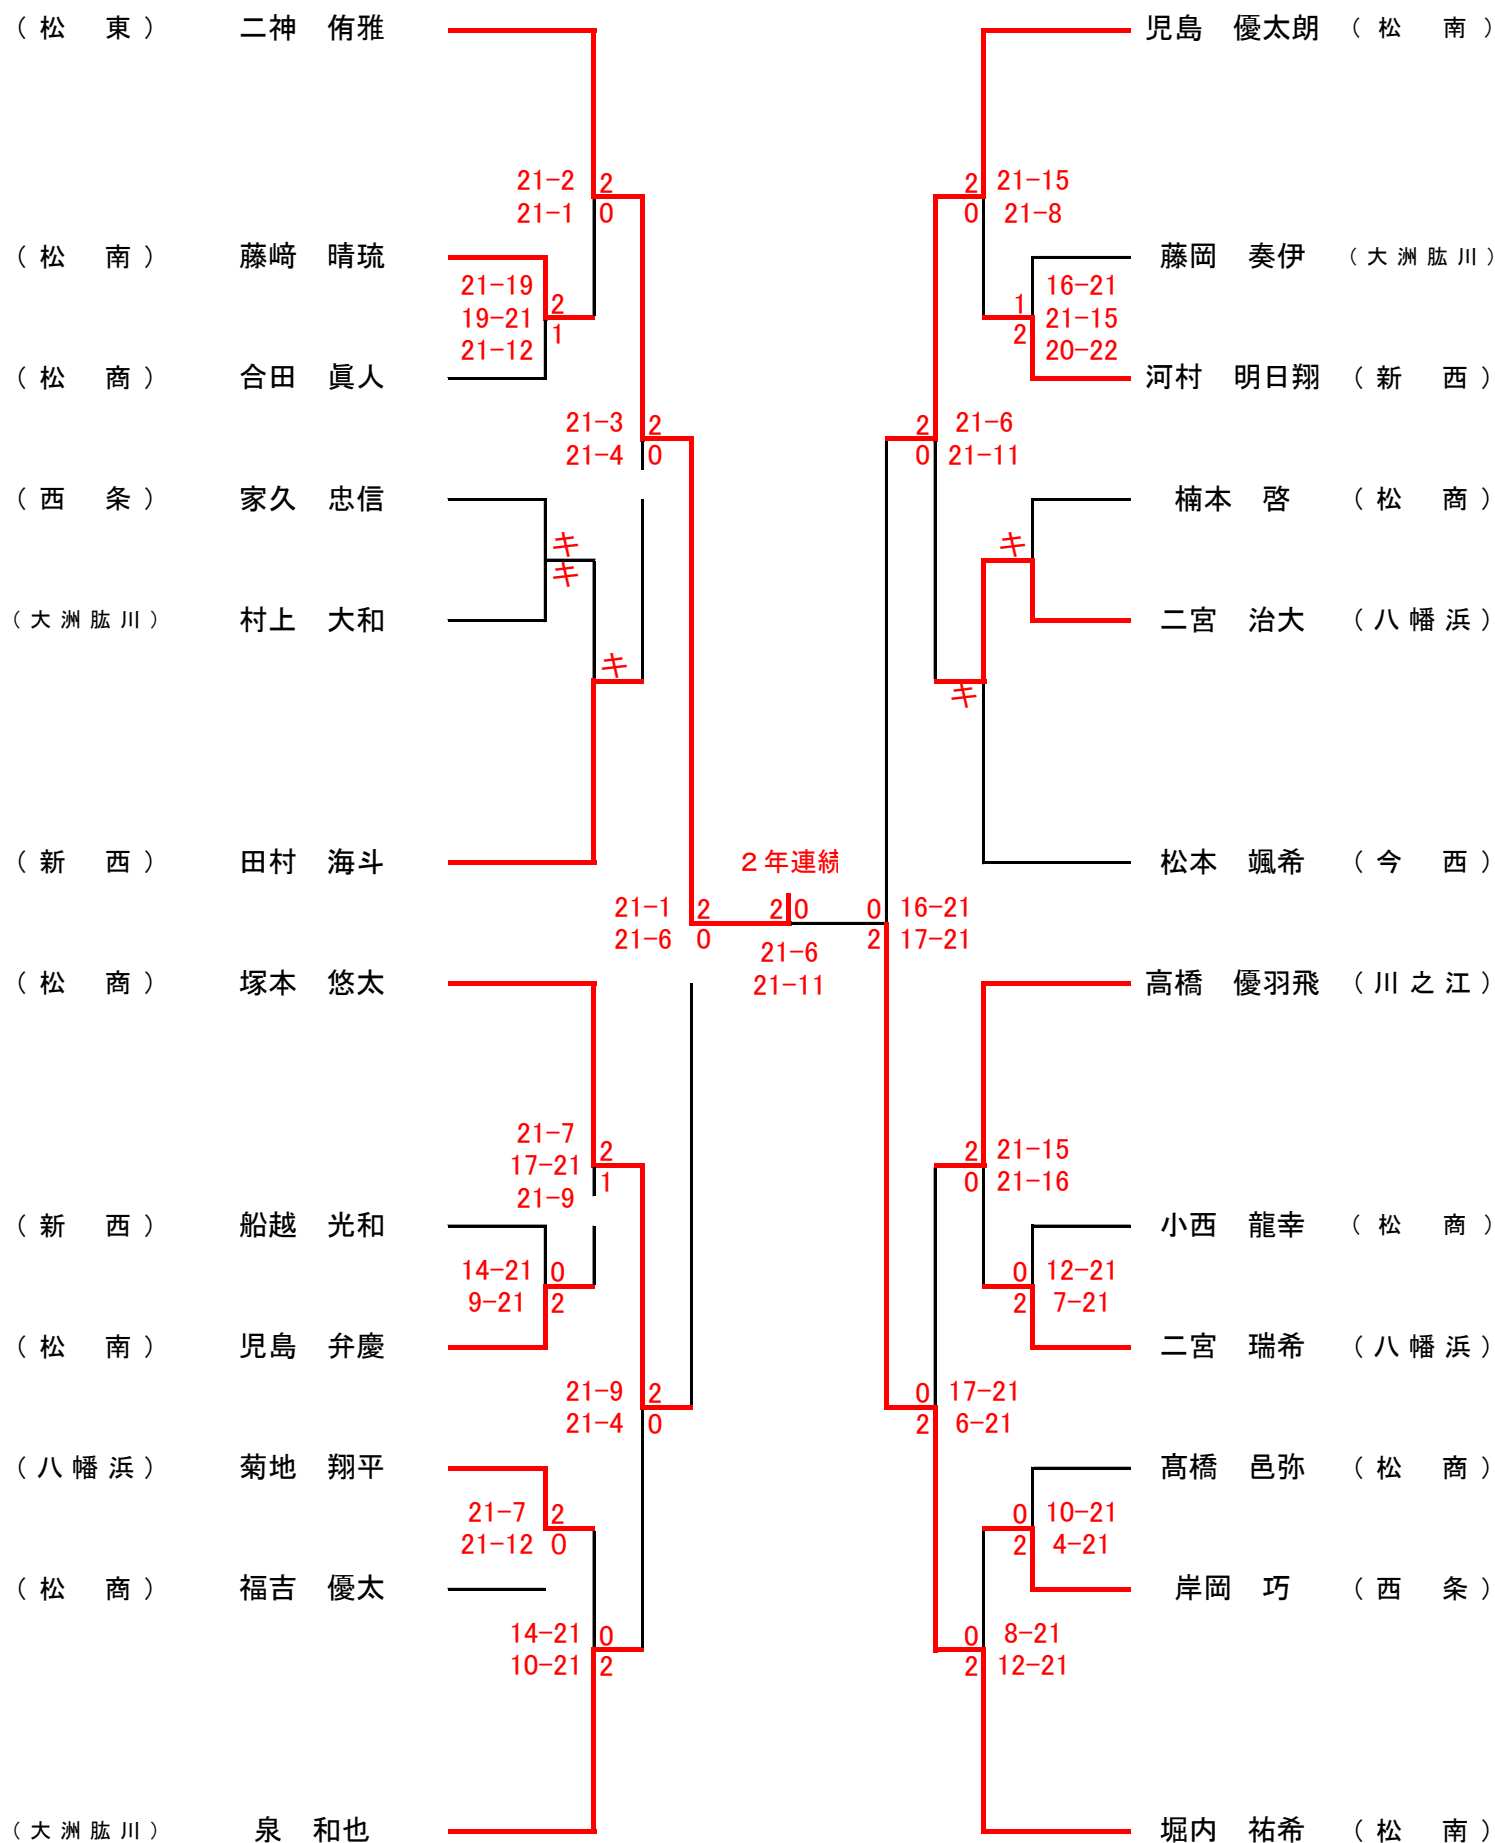 （ 松　東 ）　二神　侑雅
児島　優太朗　（ 松　南 ）
21-2　2　2　21-15
21-1　0　0　21-8
（ 松　南 ）　藤﨑　晴琉
藤岡　奏伊　（ 大 洲 肱 川 ）
21-19　16-21
2　1
19-21　21-15
1　2
21-12　20-22
（ 松　商 ）　合田　眞人
河村　明日翔　（ 新　西 ）
21-3　2　2　21-6
21-4　0　0　21-11
（ 西　条 ）　家久　忠信
楠本　啓　（ 松　商 ）
キ　キ
キ
（ 大 洲 肱 川 ）　村上　大和
二宮　治大　（ 八 幡 浜 ）
キ
キ
（ 新　西 ）　田村　海斗
２年連続
松本　颯希　（ 今　西 ）
21-1　2　2　0　0　16-21
21-6　0　2　17-21
21-6
21-11
（ 松　商 ）　塚本　悠太
高橋　優羽飛　（ 川 之 江 ）
21-7　2　2　21-15
17-21　1　0　21-16
21-9
（ 新　西 ）　船越　光和
小西　龍幸　（ 松　商 ）
14-21　0　0　12-21
9-21　2　2　7-21
（ 松　南 ）　児島　弁慶
二宮　瑞希　（ 八 幡 浜 ）
21-9　2　0　17-21
21-4　0　2　6-21
（ 八 幡 浜 ）　菊地　翔平
髙橋　邑弥　（ 松　商 ）
21-7　2　0　10-21
21-12　0　2　4-21
（ 松　商 ）　福吉　優太
岸岡　巧　（ 西　条 ）
14-21　0　0　8-21
10-21　2　2　12-21
（ 大 洲 肱 川 ）　泉　和也
堀内　祐希　（ 松　南 ）